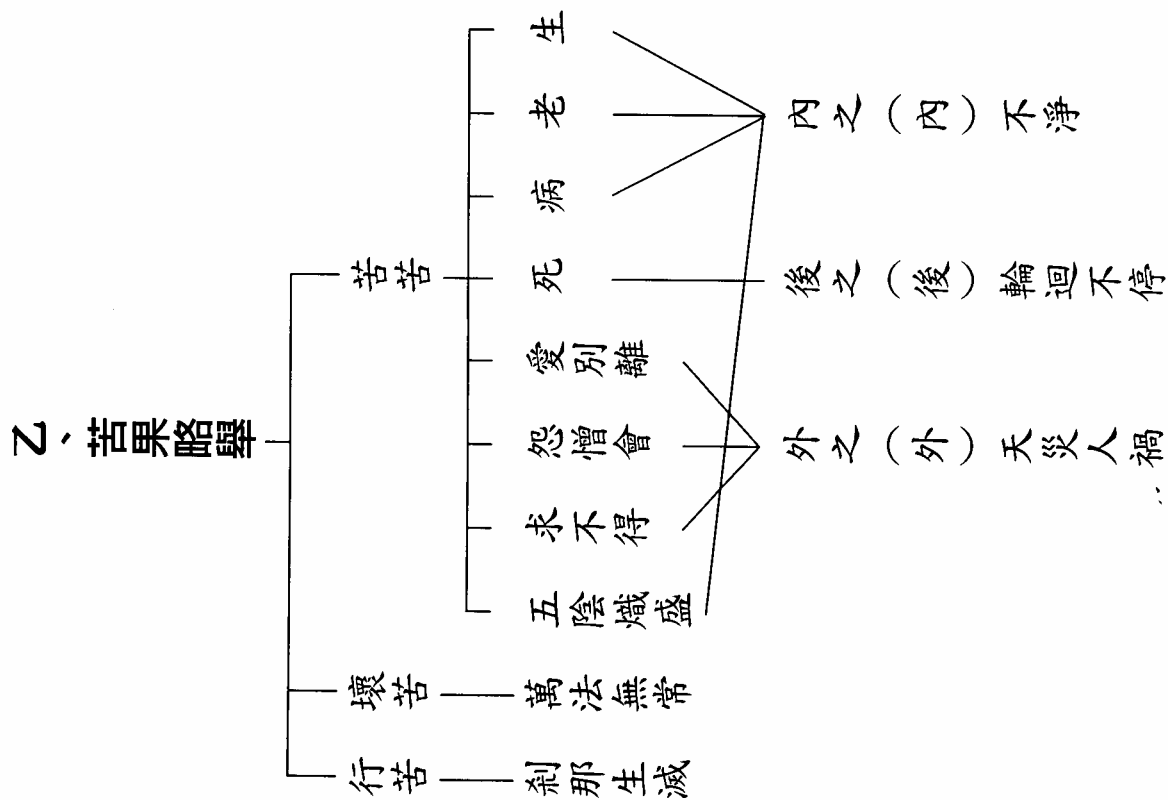 乙、苦果略舉
苦苦
生
老
病
死
愛別離
怨憎會
求不得
五陰熾盛
內之(內)不淨
後之(後)輪迴不停
外之(外)天災人禍
壞苦
萬法無常
行苦
剎那生滅